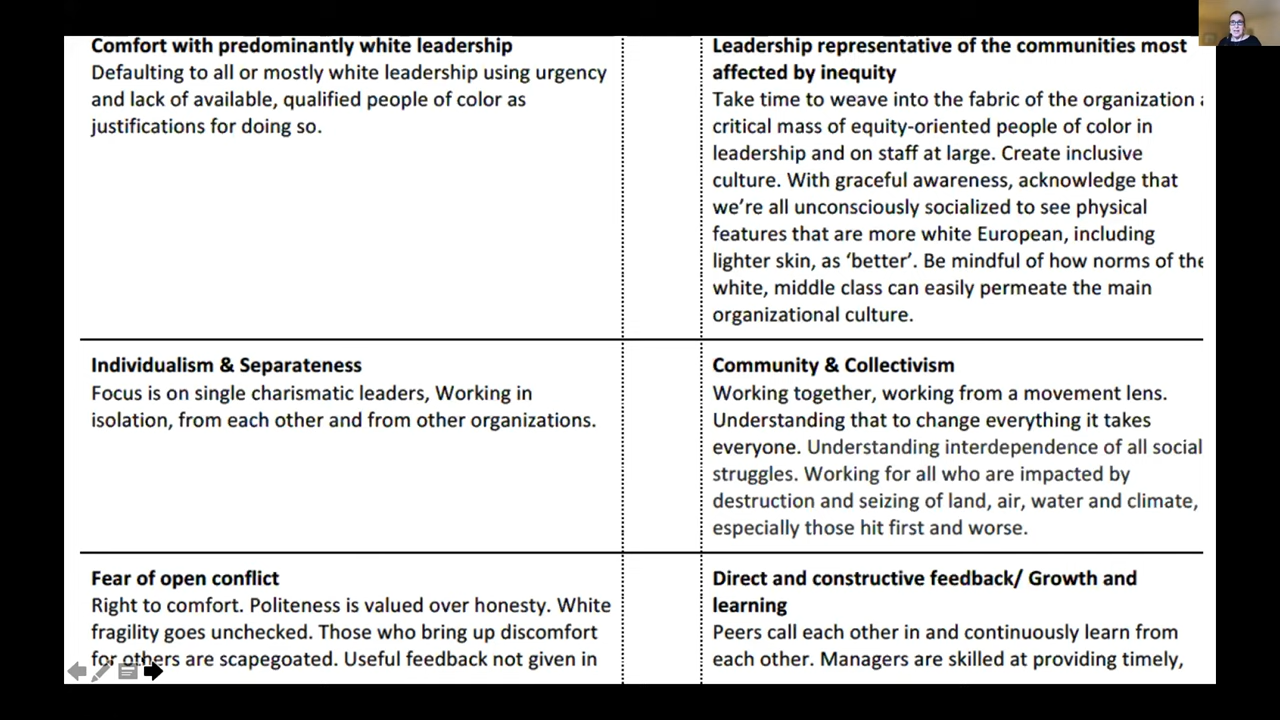 Comfort with predominantly white leadership
Defaulting to all or mostly white leadership using urgency
and lack of available, qualified people of color as
justifications for doing so.
Leadership representative of the communities most
affected by inequity
Take time to weave into the fabric of the organization a
critical mass of equity-oriented people of color in
leadership and on staff at large. Create inclusive
culture. With graceful awareness, acknowledge that
we’re all unconsciously socialized to see physical
features that are more white European, including
lighter skin, as ‘better’. Be mindful of how norms of the
white, middle class can easily permeate the main
organizational culture.
Individualism & Separateness
Focus is on single charismatic leaders, Working in
isolation, from each other and from other organizations.
Community & Collectivism
Working together, working from a movement lens.
Understanding that to change everything it takes
everyone. Understanding interdependence of all social
struggles. Working for all who are impacted by
destruction and seizing of land, air, water and climate,
especially those hit first and worse.
Fear of open conflict
Right to comfort. Politeness is valued over honesty. White
fragility goes unchecked. Those who bring up discomfort
for others are scapegoated. Useful feedback not given in
Direct and constructive feedback/ Growth and
learning
Peers call each other in and continuously learn from
each other. Managers are skilled at providing timely,